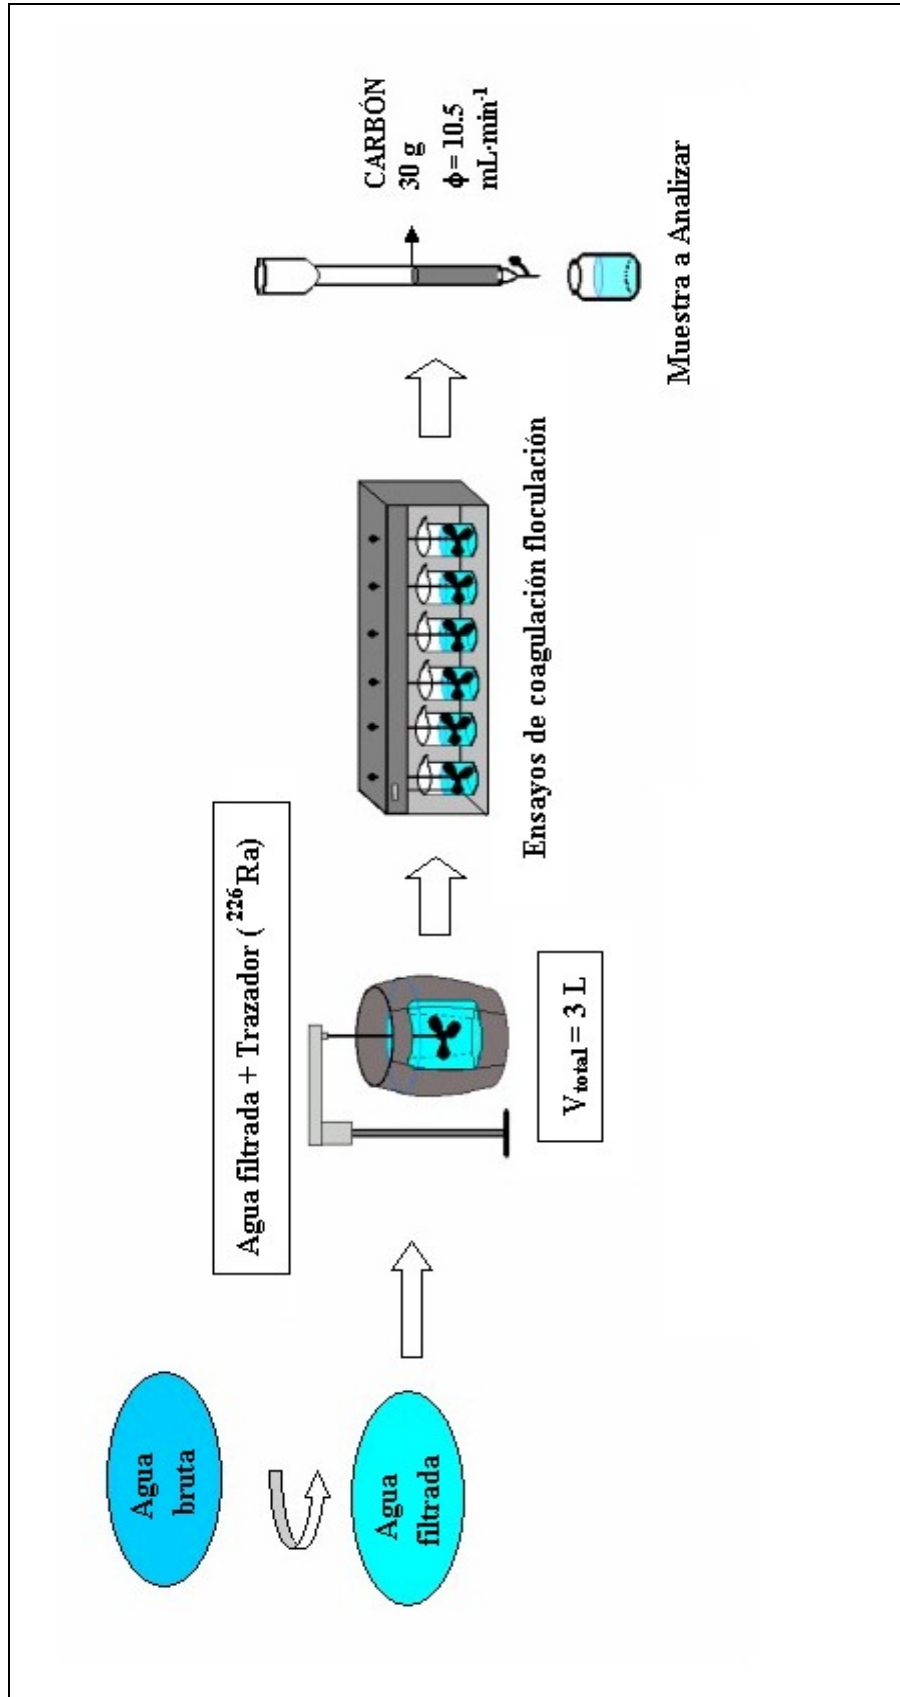 Agua
bruta
Agua
filtrada
Agua filtrada + Trazador ( ²²⁶Ra)
V total = 3 L
Ensayos de coagulación floculación
CARBÓN
30 g
ϕ= 10.5
mL·min⁻¹
Muestra a Analizar